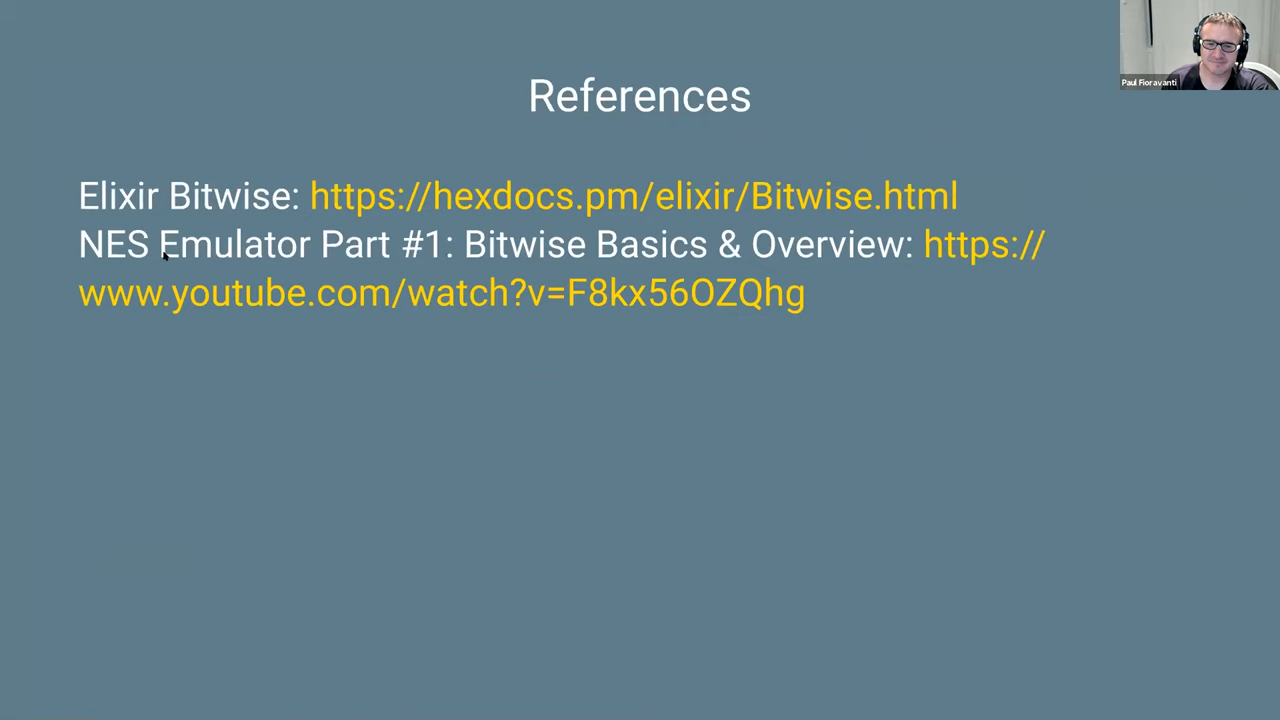 Paul Fioravanti
References
Elixir Bitwise: https://hexdocs.pm/elixir/Bitwise.html
NES Emulator Part #1: Bitwise Basics & Overview: https://
www.youtube.com/watch?v=F8kx56OZQhg